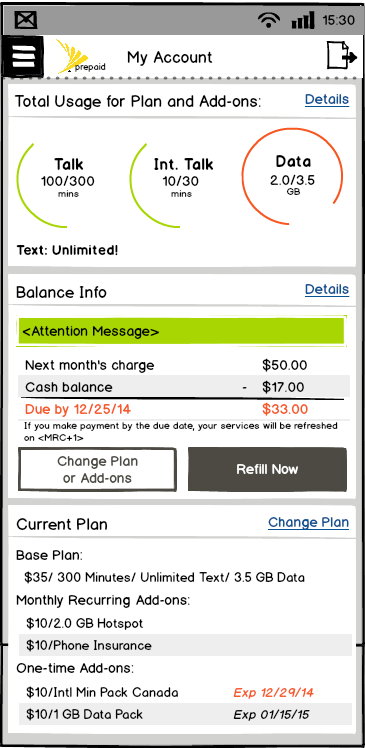 15:30
prepaid
My Account
Total Usage for Plan and Add-ons:
Details
Talk
100/300
mins
Int. Talk
10/30
mins
Data
2.0/3.5
GB
Text: Unlimited!
Balance Info
Details
<Attention Message>
Next month's charge $50.00
Cash balance - $17.00
Due by 12/25/14 $33.00
If you make payment by the due date, your services will be refreshed
on <MRC+1>
Change Plan
or Add-ons
Refill Now
Current Plan
Change Plan
Base Plan:
$35/ 300 Minutes/ Unlimited Text/ 3.5 GB Data
Monthly Recurring Add-ons:
$10/2.0 GB Hotspot
$10/Phone Insurance
One-time Add-ons:
$10/Intl Min Pack Canada Exp 12/29/14
$10/1 GB Data Pack Exp 01/15/15